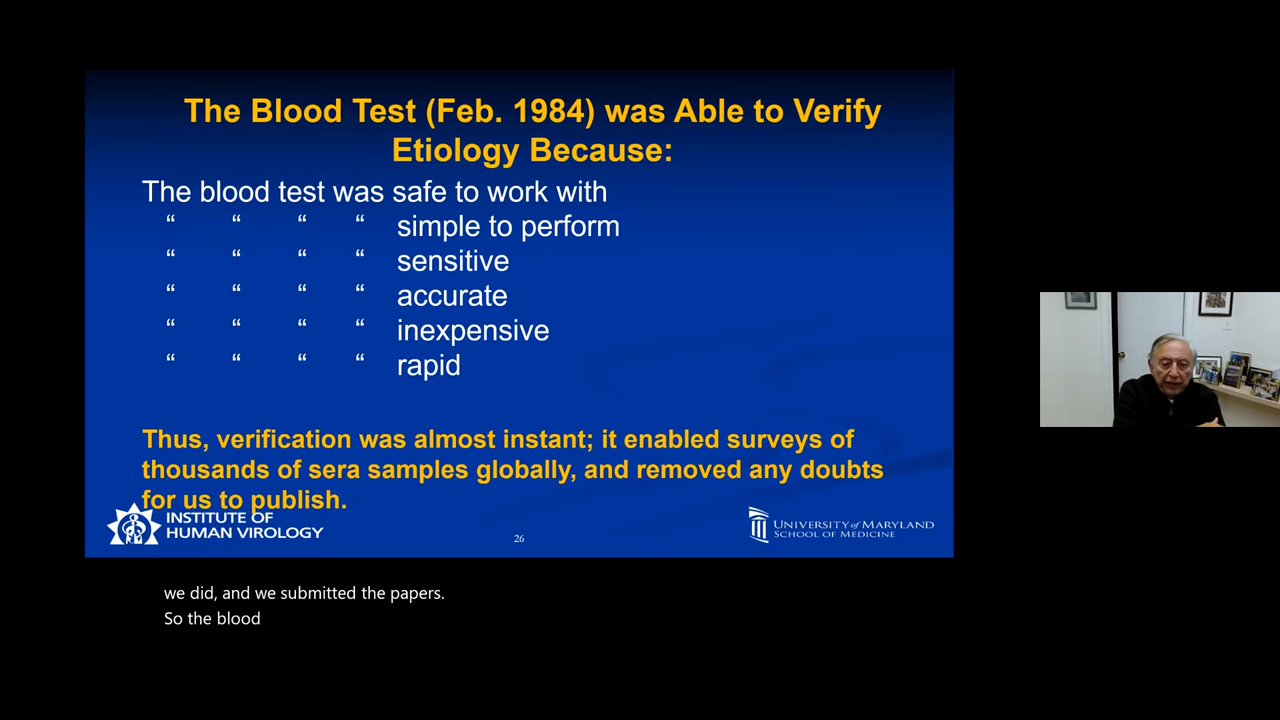 The Blood Test (Feb. 1984) was Able to Verify
Etiology Because:
The blood test was safe to work with
“ “ “ “ simple to perform
“ “ “ “ sensitive
“ “ “ “ accurate
“ “ “ “ inexpensive
“ “ “ “ rapid
Thus, verification was almost instant; it enabled surveys of
thousands of sera samples globally, and removed any doubts
for us to publish.
INSTITUTE OF
HUMAN VIROLOGY
26
UNIVERSITY of MARYLAND
SCHOOL OF MEDICINE
we did, and we submitted the papers.
So the blood